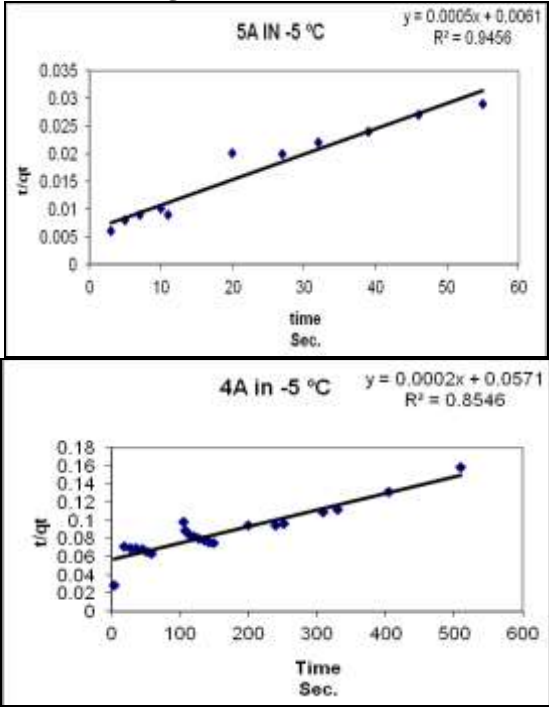 5A IN -5 ºC
y = 0.0005x + 0.0061
R² = 0.9456
0.035
0.03
0.025
0.02
0.015
0.01
0.005
0
t/qt
0 10 20 30 40 50 60
time
Sec.
4A in -5 ºC
y = 0.0002x + 0.0571
R² = 0.8546
0.18
0.16
0.14
0.12
0.1
0.08
0.06
0.04
0.02
0
t/qt
0 100 200 300 400 500 600
Time
Sec.